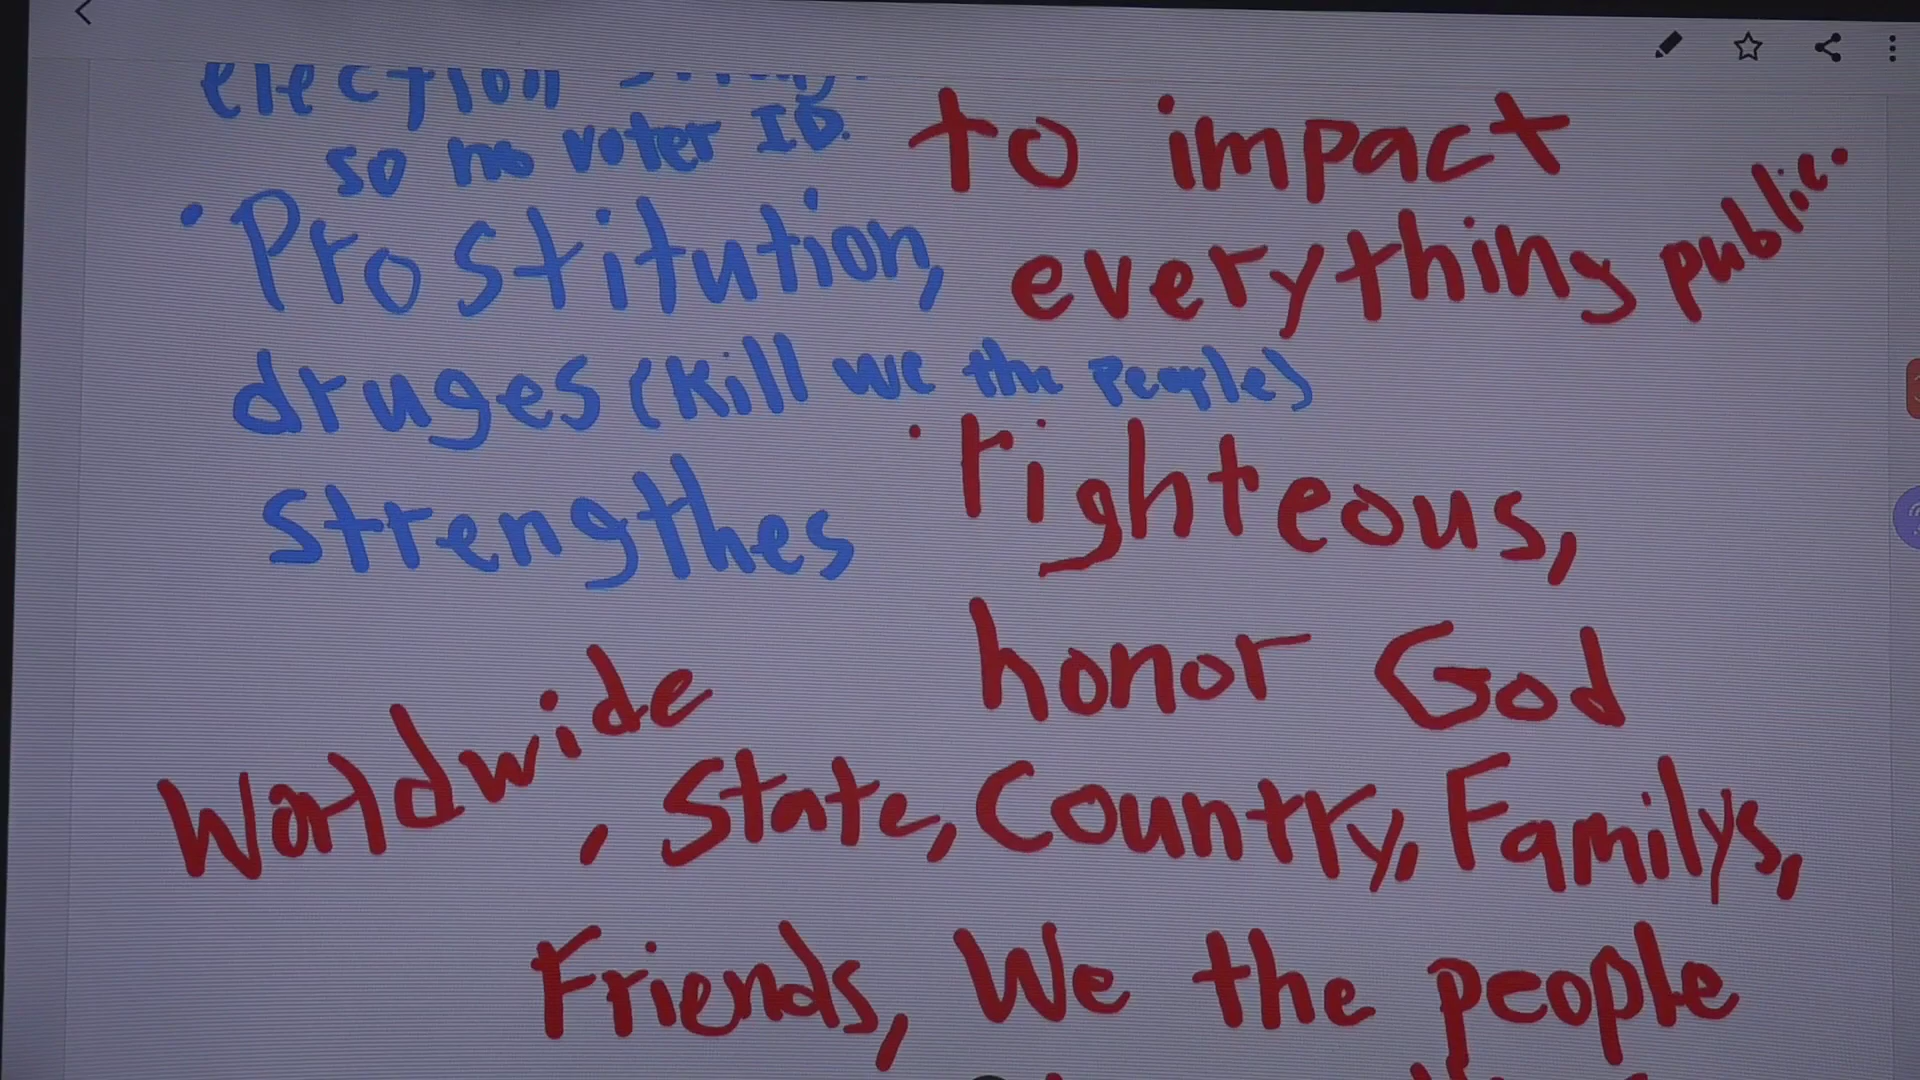 election
so no voter ID.
• Prostitution,
druges (Kill we the People)
strengthes
to impact
everything public.
• righteous,
honor God
Worldwide
, State, Country, Familys,
Friends, We the people